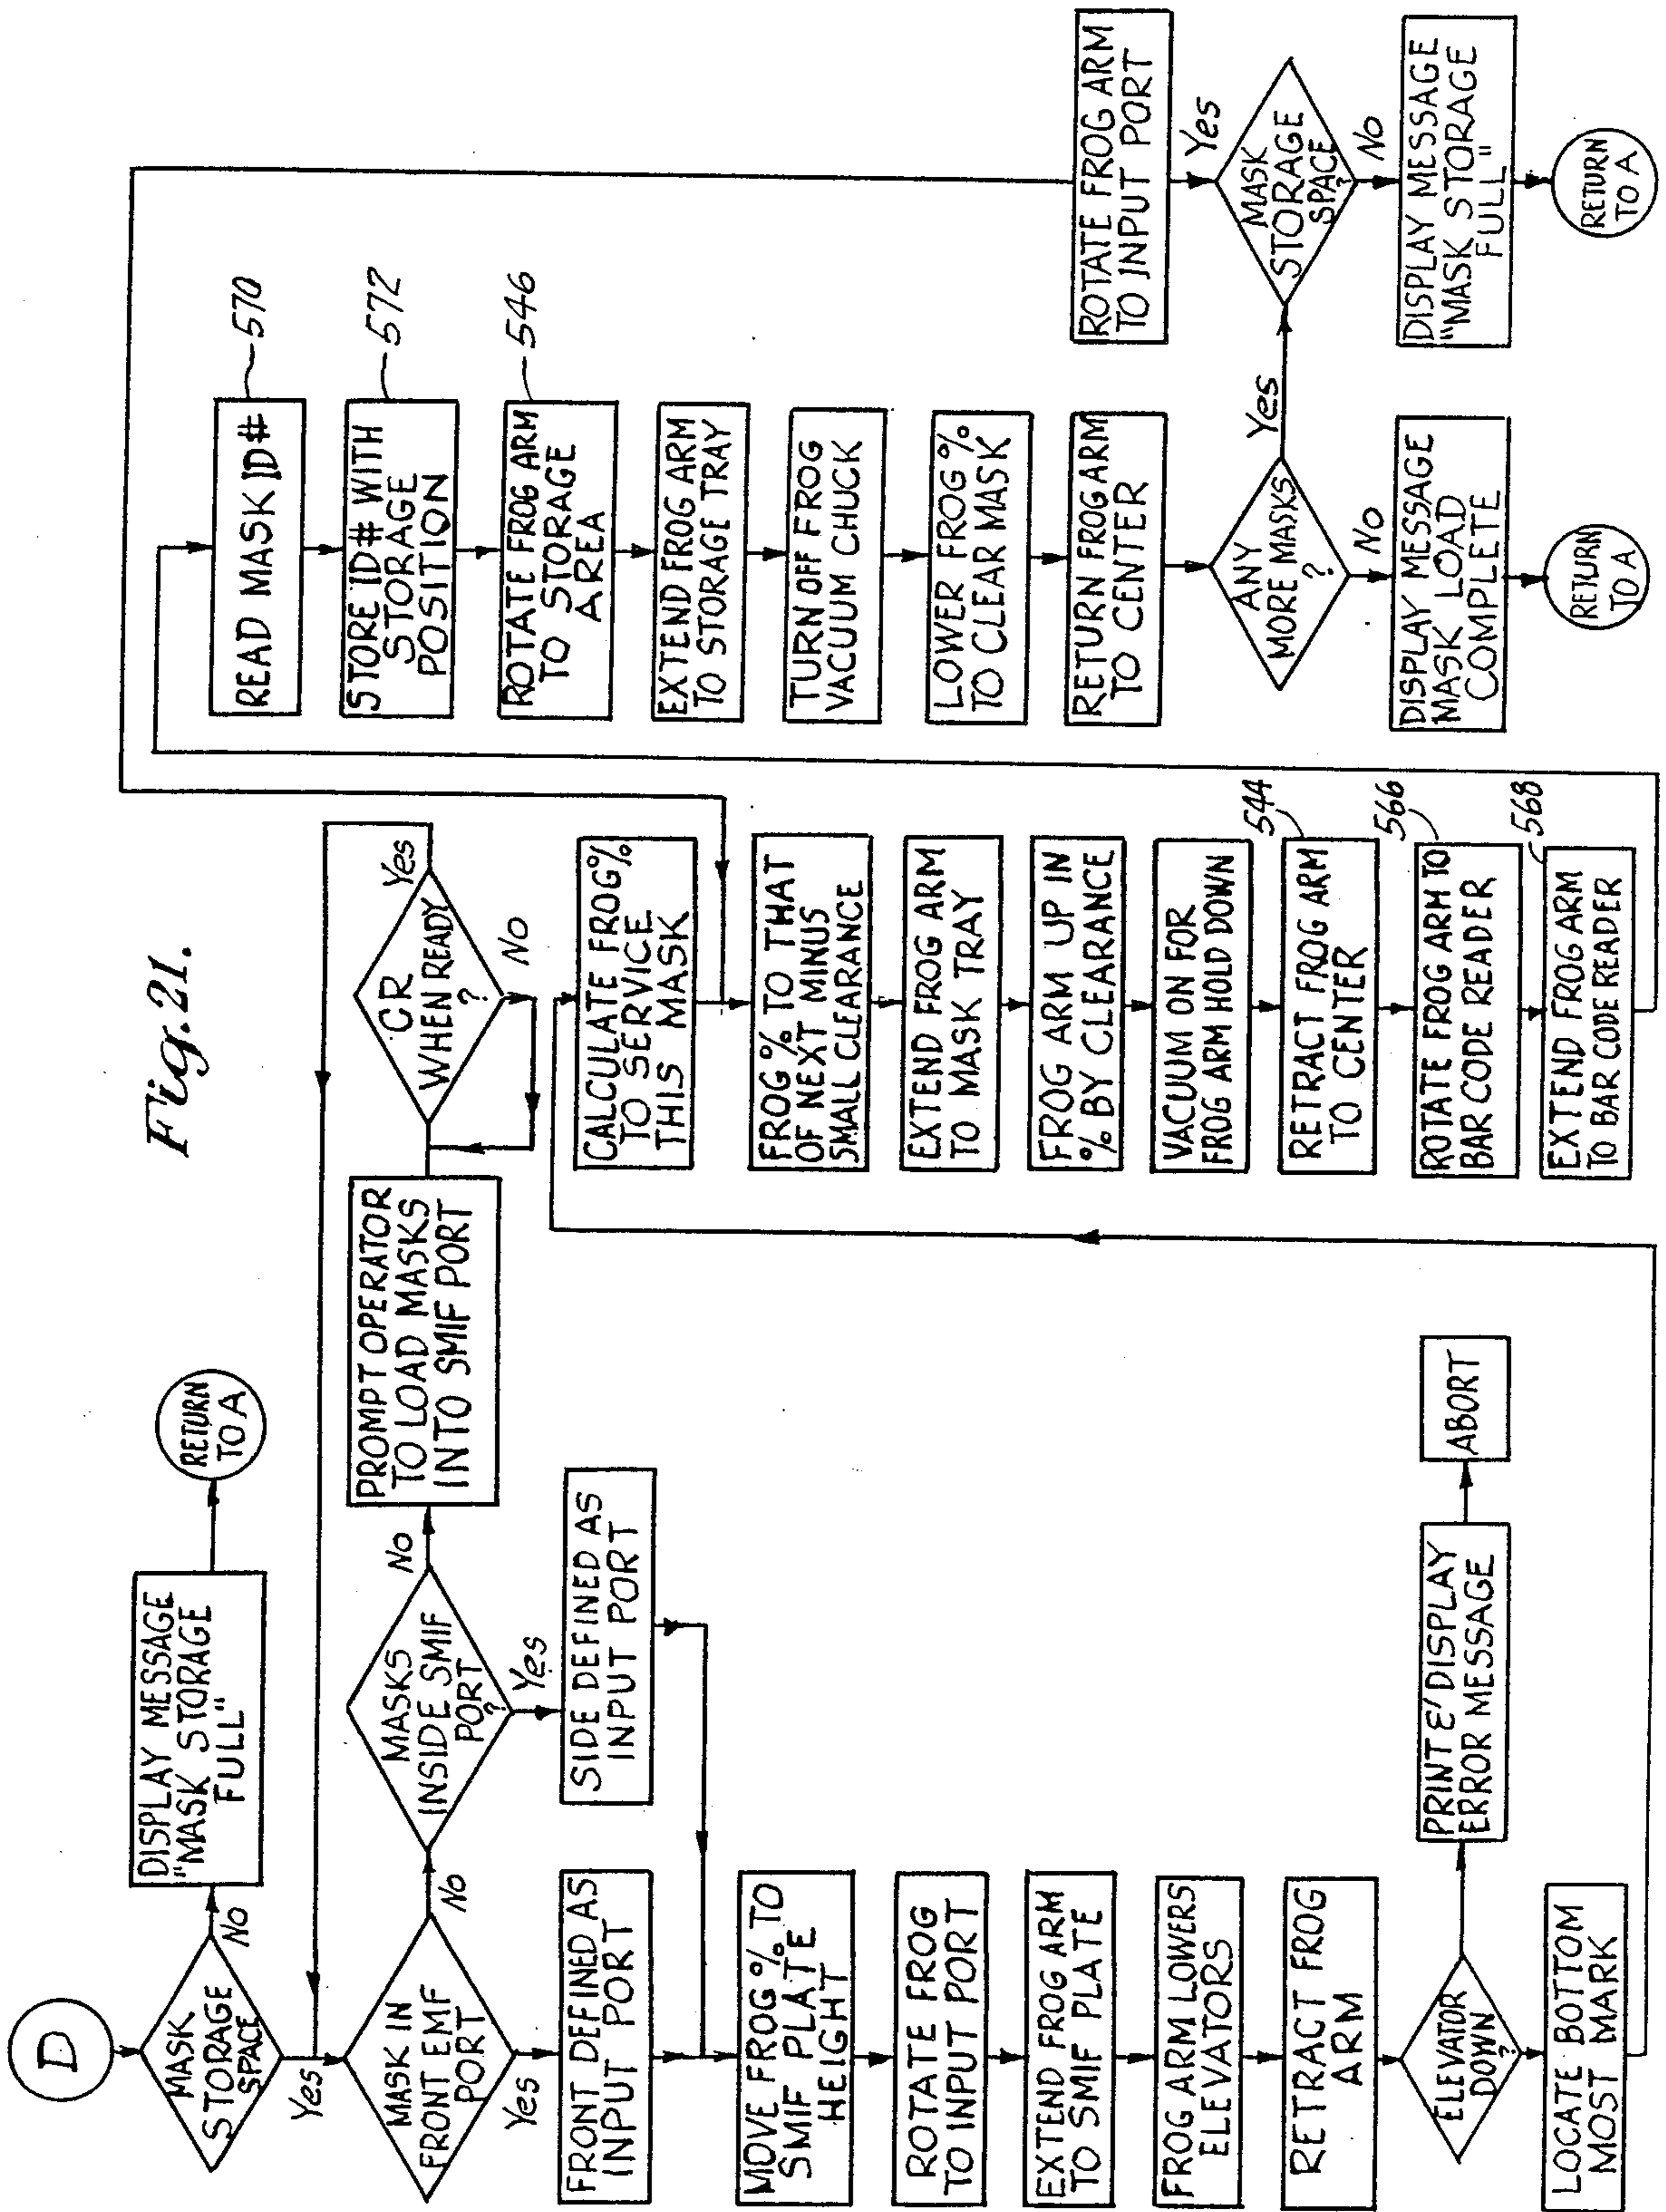 Fig. 21.
D
MASK
STORAGE
SPACE
No
DISPLAY MESSAGE
"MASK STORAGE
FULL"
RETURN
TO A
Yes
MASK IN
FRONT EMF
PORT
No
MASKS
INSIDE SMIF
PORT
?
No
PROMPT OPERATOR
TO LOAD MASKS
INTO SMIF PORT
CR
WHEN READY
?
Yes
No
Yes
FRONT DEFINED AS
INPUT PORT
Yes
SIDE DEFINED AS
INPUT PORT
MOVE FROG % TO
SMIF PLATE
HEIGHT
ROTATE FROG
TO INPUT PORT
EXTEND FROG ARM
TO SMIF PLATE
FROG ARM LOWERS
ELEVATORS
RETRACT FROG
ARM
ELEVATOR
DOWN
?
PRINT & DISPLAY
ERROR MESSAGE
ABORT
LOCATE BOTTOM
MOST MARK
CALCULATE FROG %
TO SERVICE
THIS MASK
FROG % TO THAT
OF NEXT MINUS
SMALL CLEARANCE
EXTEND FROG ARM
TO MASK TRAY
FROG ARM UP IN
% BY CLEARANCE
VACUUM ON FOR
FROG ARM HOLD DOWN
RETRACT FROG ARM
TO CENTER
544
ROTATE FROG ARM TO
BAR CODE READER
566
EXTEND FROG ARM
TO BAR CODE READER
568
READ MASK ID#
570
STORE ID# WITH
STORAGE
POSITION
572
ROTATE FROG ARM
TO STORAGE
AREA
546
EXTEND FROG ARM
TO STORAGE TRAY
TURN OFF FROG
VACUUM CHUCK
LOWER FROG %
TO CLEAR MASK
RETURN FROG ARM
TO CENTER
ANY
MORE MASKS
?
Yes
No
DISPLAY MESSAGE
MASK LOAD
COMPLETE
RETURN
TO A
ROTATE FROG ARM
TO INPUT PORT
Yes
MASK
STORAGE
SPACE
?
No
DISPLAY MESSAGE
"MASK STORAGE
FULL"
RETURN
TO A